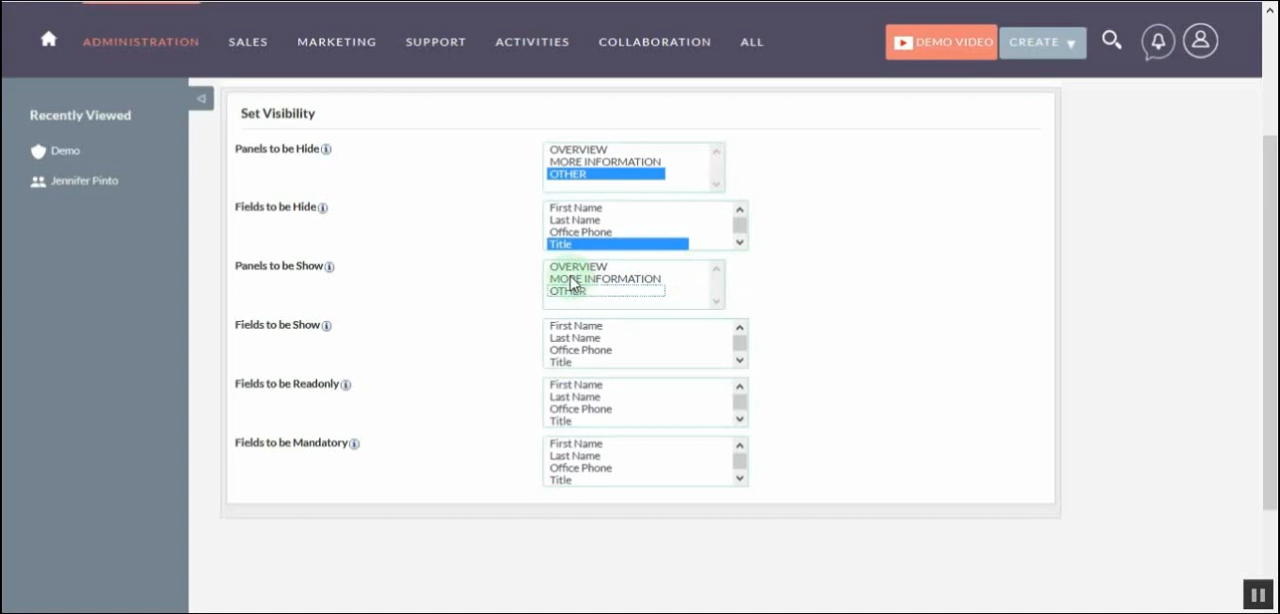 ADMINISTRATION SALES MARKETING SUPPORT ACTIVITIES COLLABORATION ALL DEMO VIDEO CREATE
Recently Viewed
Demo
Jennifer Pinto
Set Visibility
Panels to be Hide
OVERVIEW
MORE INFORMATION
OTHER
Fields to be Hide
First Name
Last Name
Office Phone
Title
Panels to be Show
OVERVIEW
MORE INFORMATION
OTHER
Fields to be Show
First Name
Last Name
Office Phone
Title
Fields to be Readonly
First Name
Last Name
Office Phone
Title
Fields to be Mandatory
First Name
Last Name
Office Phone
Title